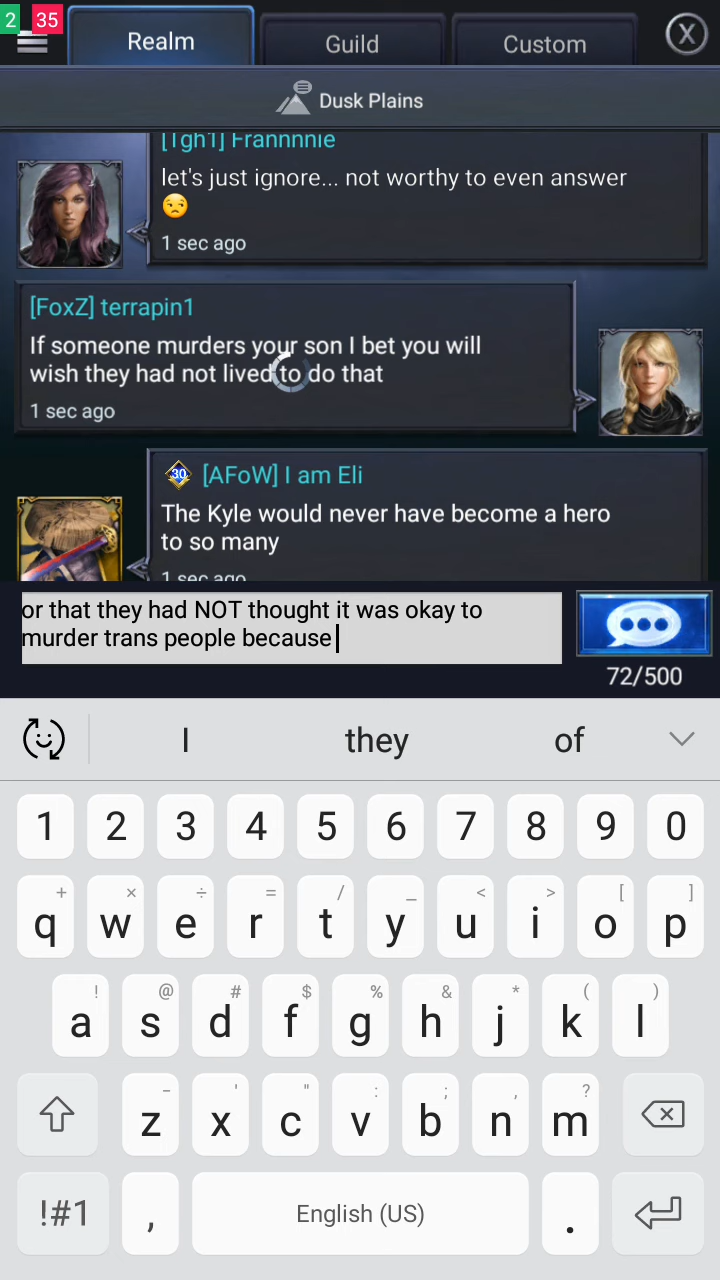 2 35
Realm
Guild
Custom
X
Dusk Plains
[Tgh1] Frannnnie
let's just ignore... not worthy to even answer
1 sec ago
[FoxZ] terrapin1
If someone murders your son I bet you will
wish they had not lived to do that
1 sec ago
30 [AFoW] I am Eli
The Kyle would never have become a hero
to so many
1 sec ago
or that they had NOT thought it was okay to
murder trans people because
72/500
I they of
1 2 3 4 5 6 7 8 9 0
+ × ÷ = / _ < > [ ]
q w e r t y u i o p
! @ # $ % & * ( )
a s d f g h j k l
- ' " : ; , ?
z x c v b n m
!#1 , English (US) .